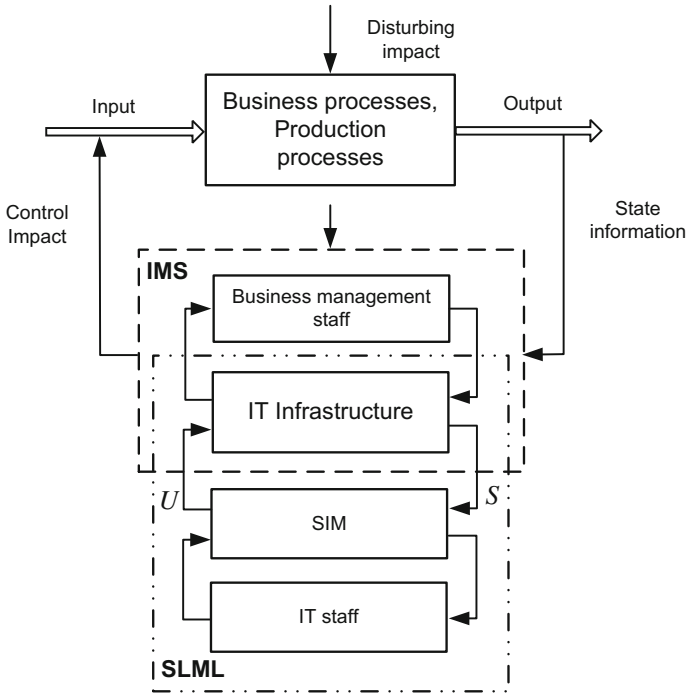 Disturbing
impact
Input
Business processes,
Production
processes
Output
Control
Impact
State
information
IMS
Business management
staff
IT Infrastructure
U
S
SIM
IT staff
SLML